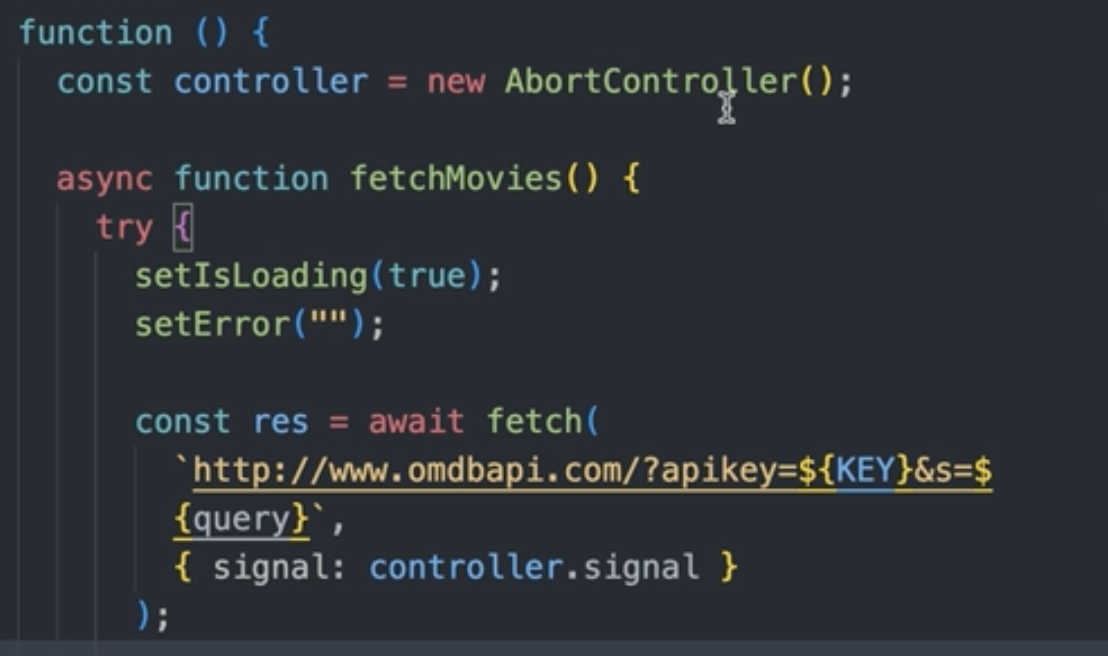 function () {
const controller = new AbortController();
async function fetchMovies() {
try {
setIsLoading(true);
setError("");
const res = await fetch(
`http://www.omdbapi.com/?apikey=${KEY}&s=$
{query}`,
{ signal: controller.signal }
);